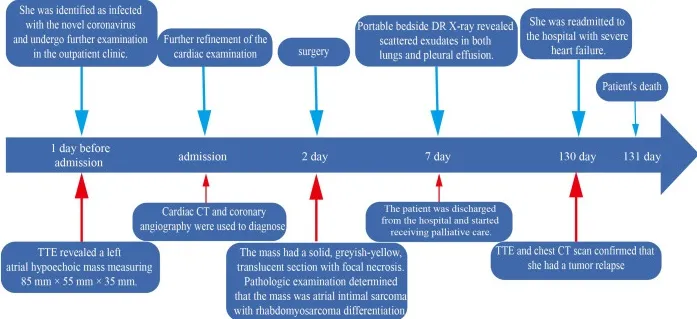 She was identified as infected
with the novel coronavirus
and undergo further examination
in the outpatient clinic.
Further refinement of the
cardiac examination
surgery
Portable bedside DR X-ray revealed
scattered exudates in both
lungs and pleural effusion.
She was readmitted to
the hospital with severe
heart failure.
Patient's death
1 day before
admission
admission
2 day
7 day
130 day
131 day
TTE revealed a left
atrial hypoechoic mass measuring
85 mm × 55 mm × 35 mm.
Cardiac CT and coronary
angiography were used to diagnose
The mass had a solid, greyish-yellow,
translucent section with focal necrosis.
Pathologic examination determined
that the mass was atrial intimal sarcoma
with rhabdomyosarcoma differentiation
The patient was discharged
from the hospital and started
receiving palliative care.
TTE and chest CT scan confirmed that
she had a tumor relapse